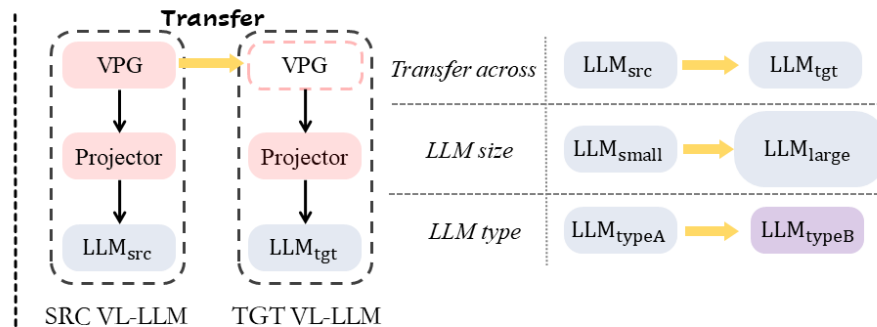 Transfer
VPG
VPG
Projector
Projector
LLMsrc
LLMtgt
SRC VL-LLM
TGT VL-LLM
Transfer across
LLMsrc
LLMtgt
LLM size
LLMsmall
LLMlarge
LLM type
LLMtypeA
LLMtypeB